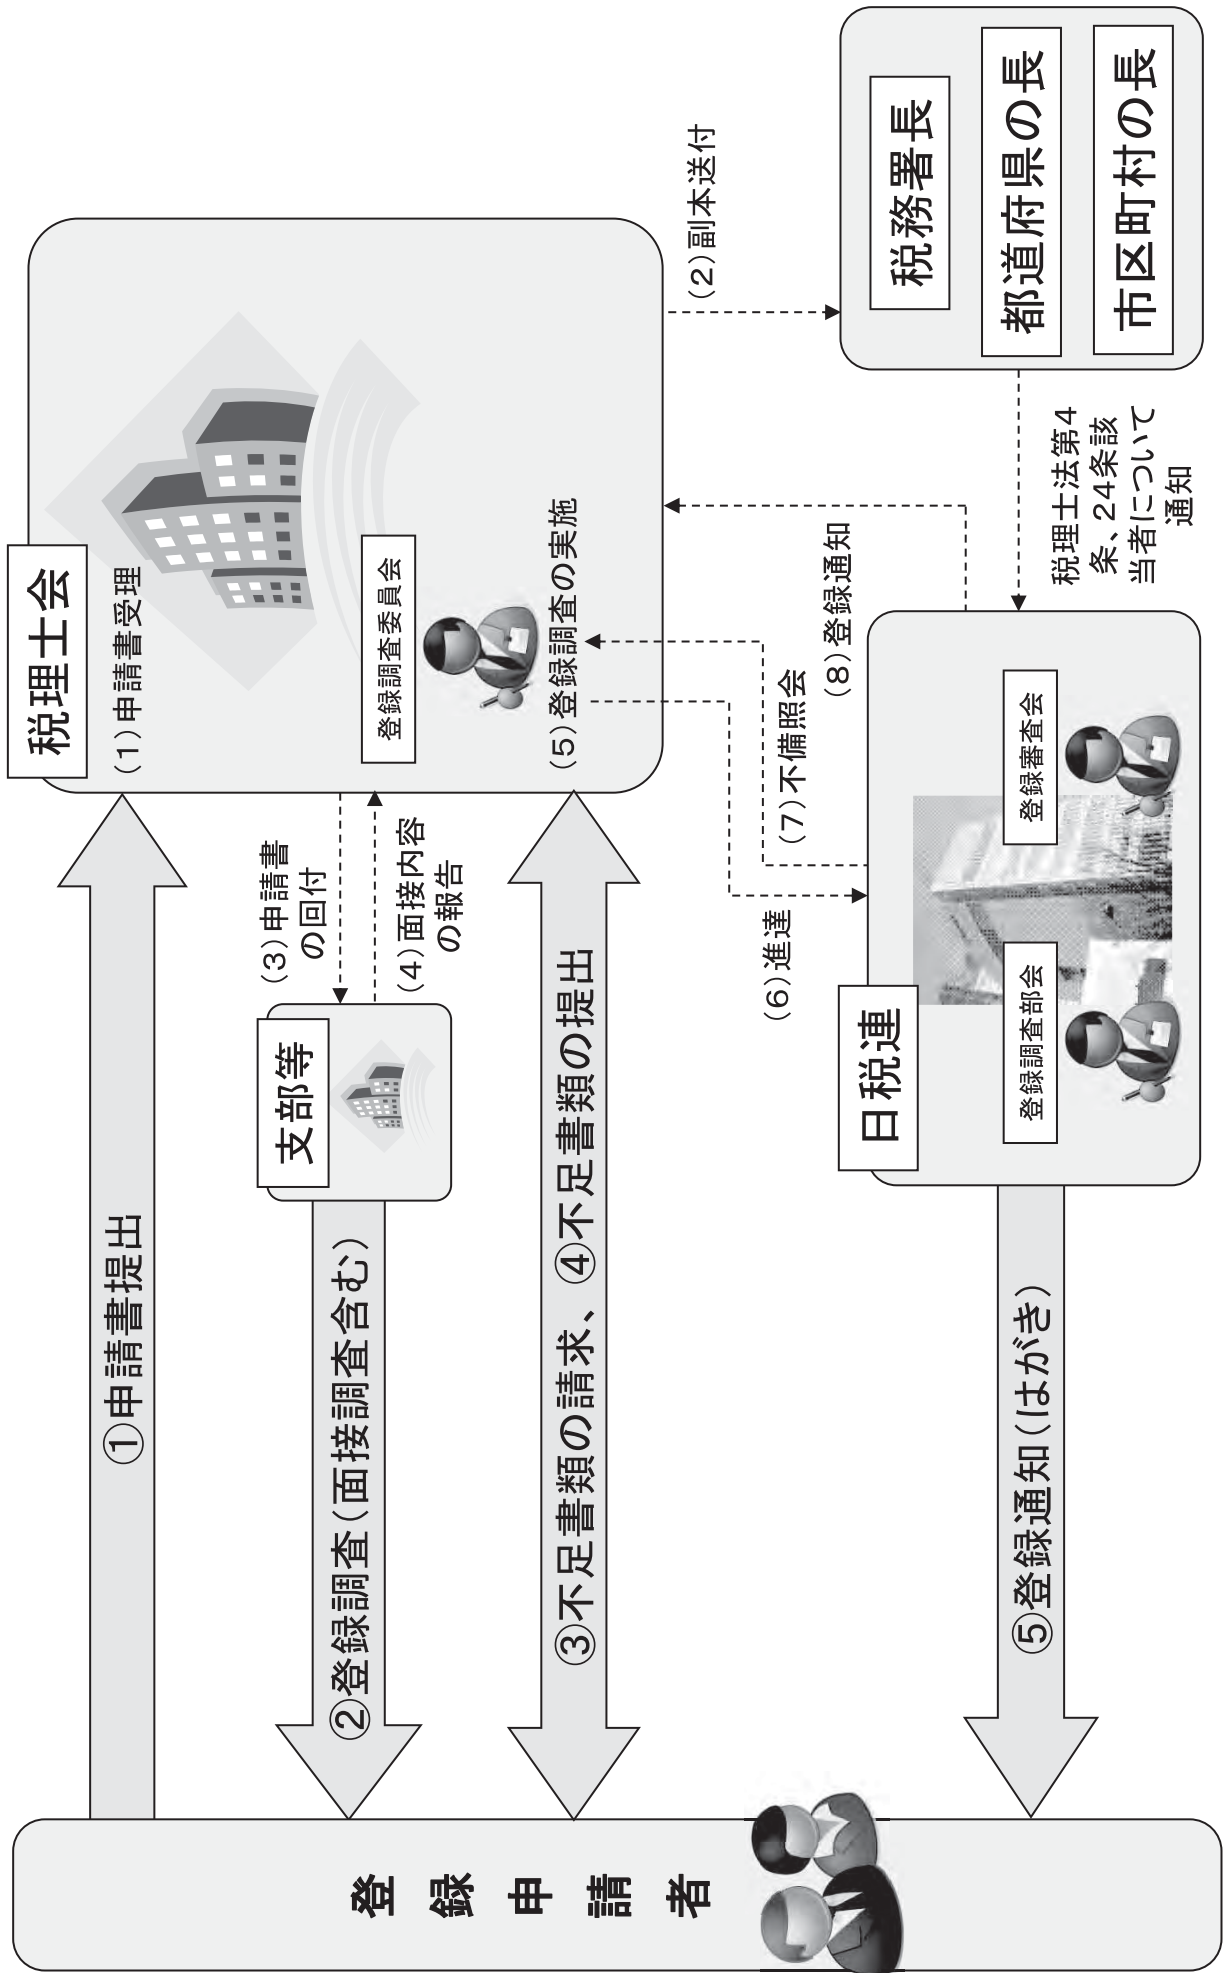 登録申請者
①申請書提出
②登録調査（面接調査含む）
③不足書類の請求、④不足書類の提出
⑤登録通知（はがき）
支部等
（3）申請書
の回付
（4）面接内容
の報告
税理士会
（1）申請書受理
登録調査委員会
（5）登録調査の実施
（6）進達
（7）不備照会
（8）登録通知
日税連
登録調査部会
登録審査会
（2）副本送付
税務署長
都道府県の長
市区町村の長
税理士法第4
条、24条該
当者について
通知